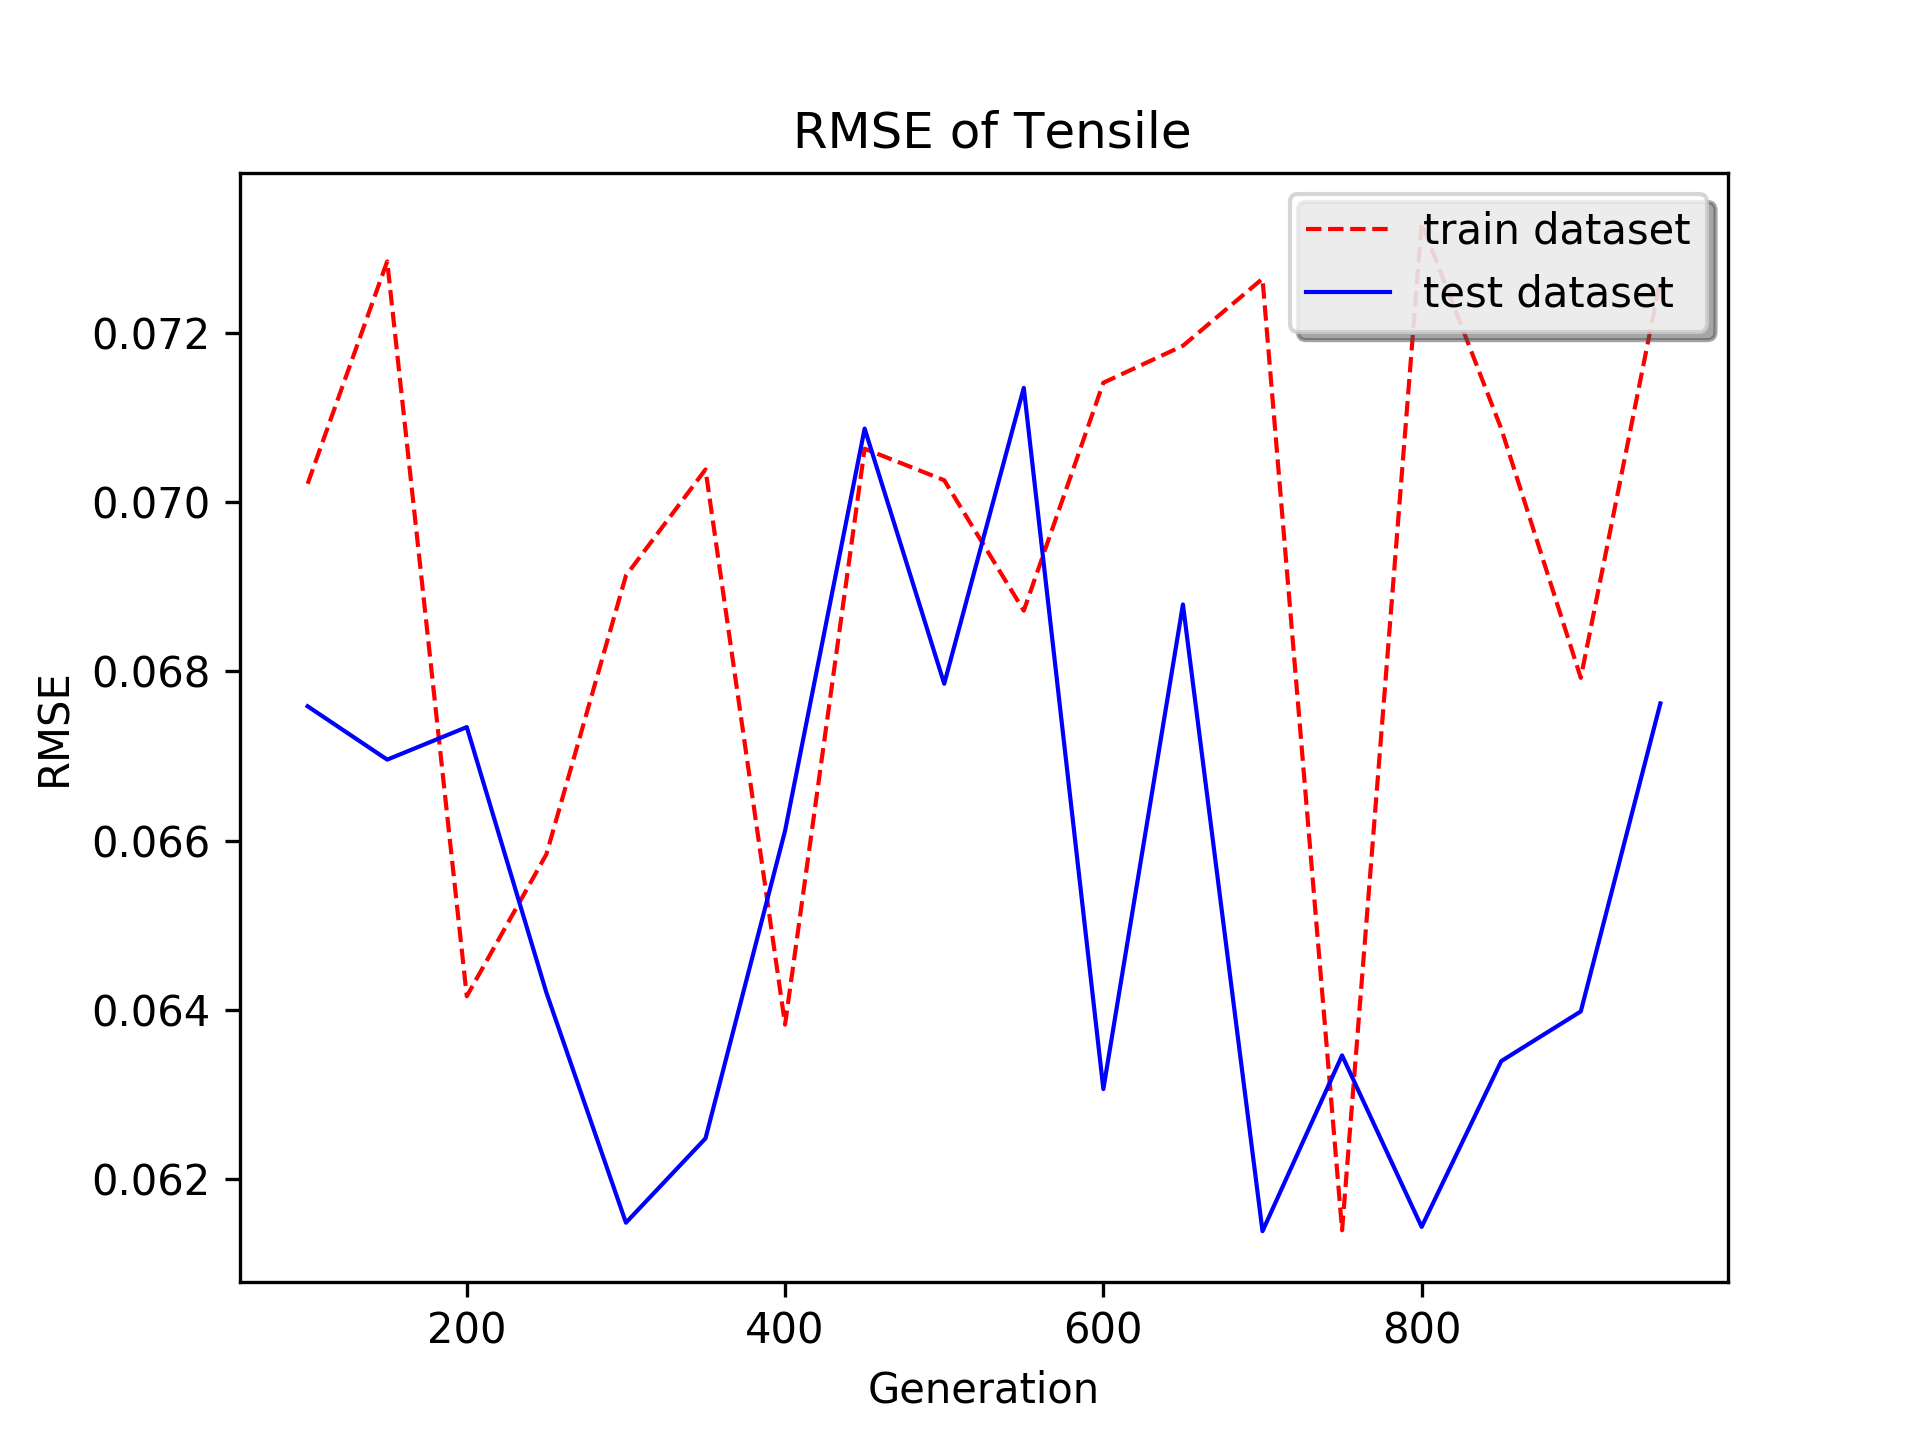 RMSE of Tensile
train dataset
test dataset
0.072
0.070
0.068
0.066
0.064
0.062
RMSE
200 400 600 800
Generation